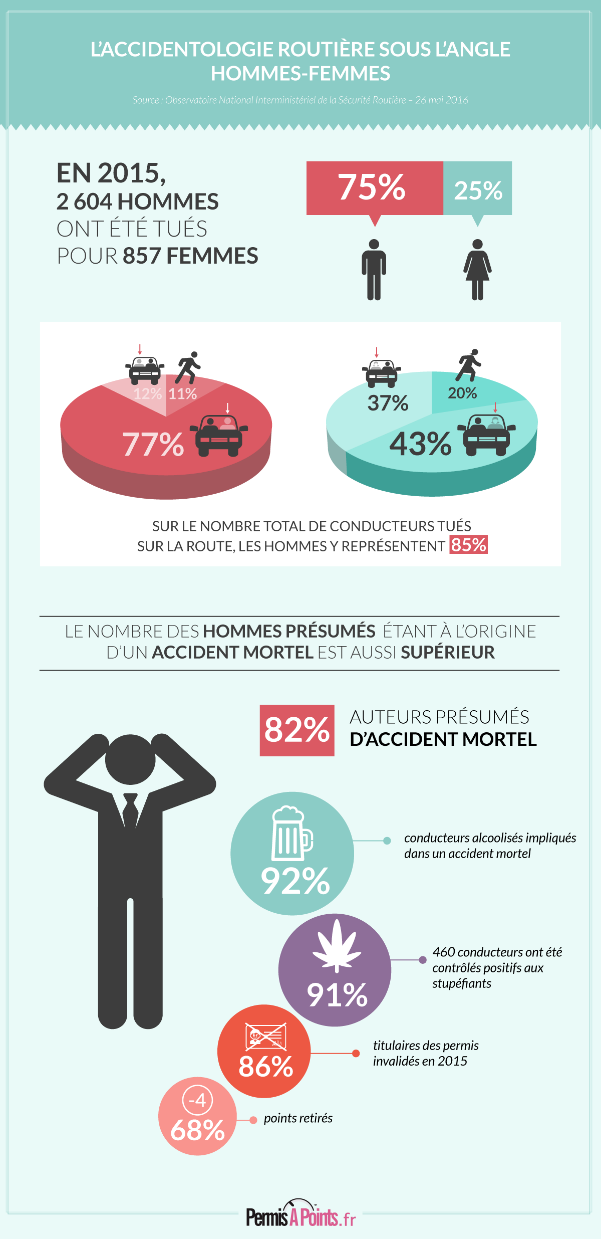 L'ACCIDENTOLOGIE ROUTIÈRE SOUS L'ANGLE
HOMMES-FEMMES
Source : Observatoire National Interministériel de la Sécurité Routière – 26 mai 2016
EN 2015,
2 604 HOMMES
ONT ÉTÉ TUÉS
POUR 857 FEMMES
75%
25%
12%
11%
77%
37%
20%
43%
SUR LE NOMBRE TOTAL DE CONDUCTEURS TUÉS
SUR LA ROUTE, LES HOMMES Y REPRÉSENTENT 85%
LE NOMBRE DES HOMMES PRÉSUMÉS ÉTANT À L'ORIGINE
D'UN ACCIDENT MORTEL EST AUSSI SUPÉRIEUR
82%
AUTEURS PRÉSUMÉS
D'ACCIDENT MORTEL
92%
conducteurs alcoolisés impliqués
dans un accident mortel
91%
460 conducteurs ont été
contrôlés positifs aux
stupéfiants
86%
titulaires des permis
invalidés en 2015
-4
68%
points retirés
Permis À Points.fr